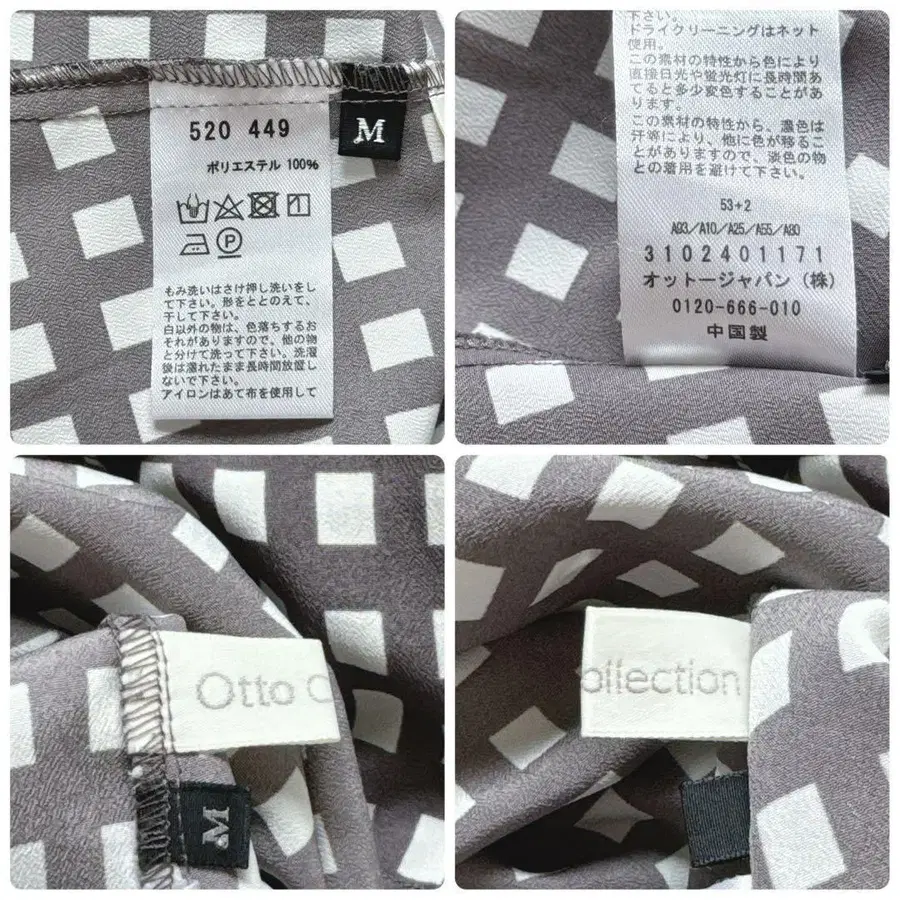 520 449
M
ポリエステル 100%
P
もみ洗いはさけ押し洗いをし
て下さい。形をととのえて、
干して下さい。
白以外の物は、色落ちするお
それがありますので、他の物
と分けて洗って下さい。洗濯
後は濡れたまま長時間放置し
ないで下さい。
アイロンはあて布を使用して
下さい。
ドライクリーニングはネット
使用。
この素材の特性から色により
直接日光や蛍光灯に長時間あ
てると多少変色することがあ
ります。
この素材の特性から、濃色は
汗等により、他に色が移るこ
とがありますので、淡色の物
との着用を避けて下さい。
53+2
A03/A10/A25/A55/A80
3102401171
オットージャパン(株)
0120-666-010
中国製
Otto C
M
ollection